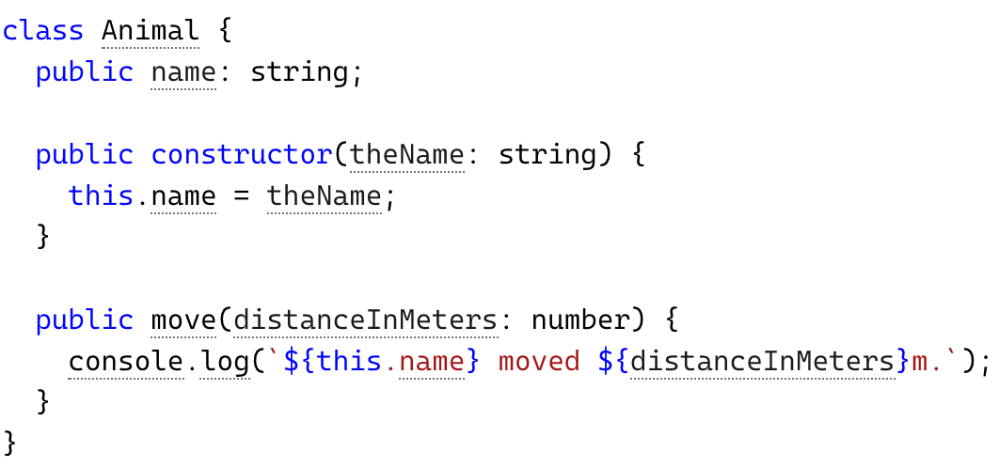 class Animal {
  public name: string;

  public constructor(theName: string) {
    this.name = theName;
  }

  public move(distanceInMeters: number) {
    console.log(`${this.name} moved ${distanceInMeters}m.`);
  }
}